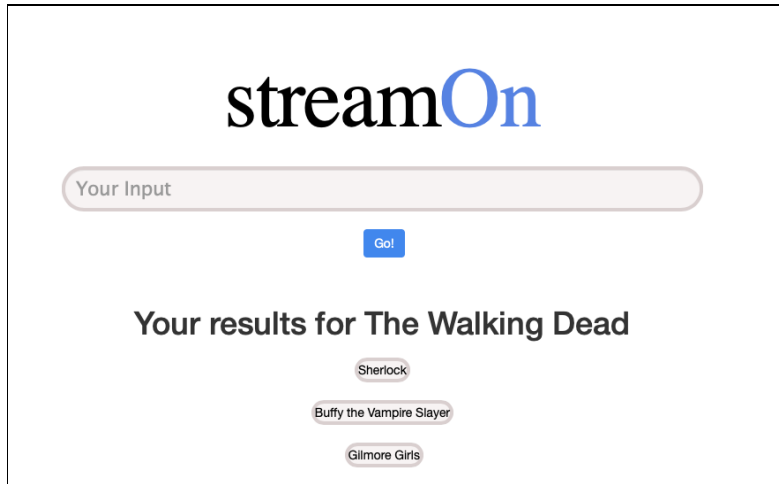 streamOn
Your Input
Go!
Your results for The Walking Dead
Sherlock
Buffy the Vampire Slayer
Gilmore Girls